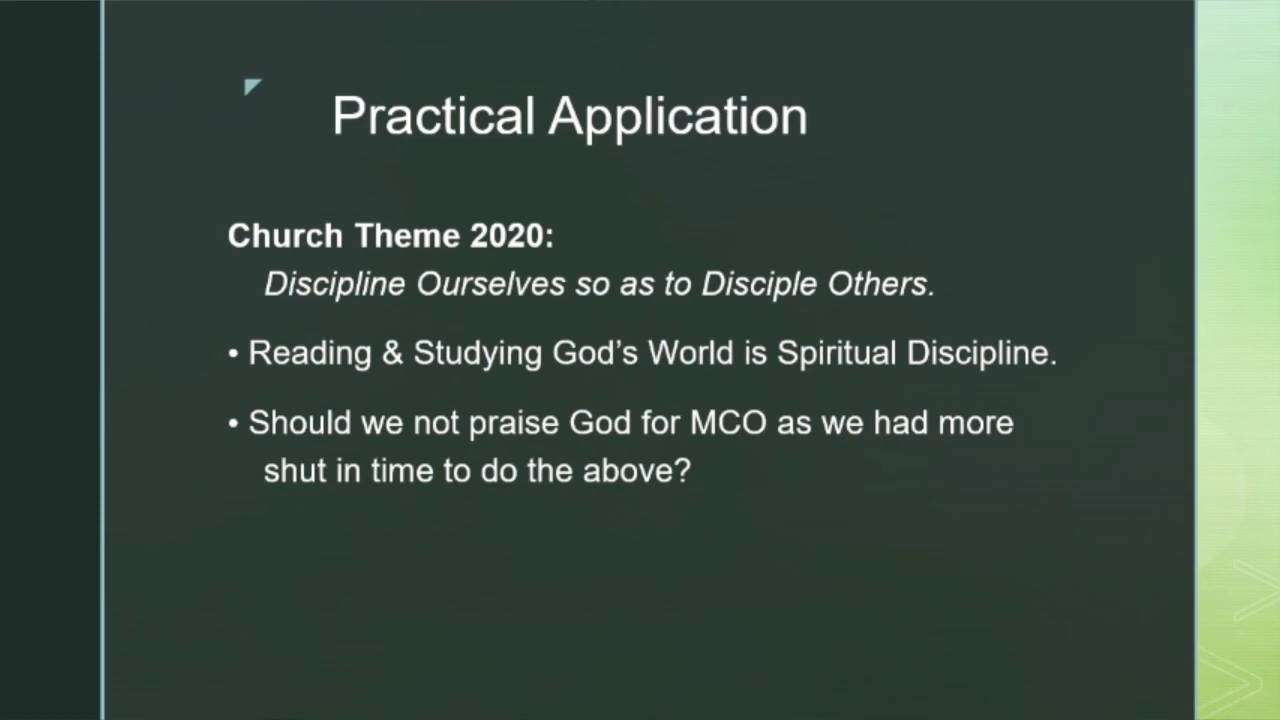 Practical Application
Church Theme 2020:
Discipline Ourselves so as to Disciple Others.
• Reading & Studying God’s World is Spiritual Discipline.
• Should we not praise God for MCO as we had more
shut in time to do the above?